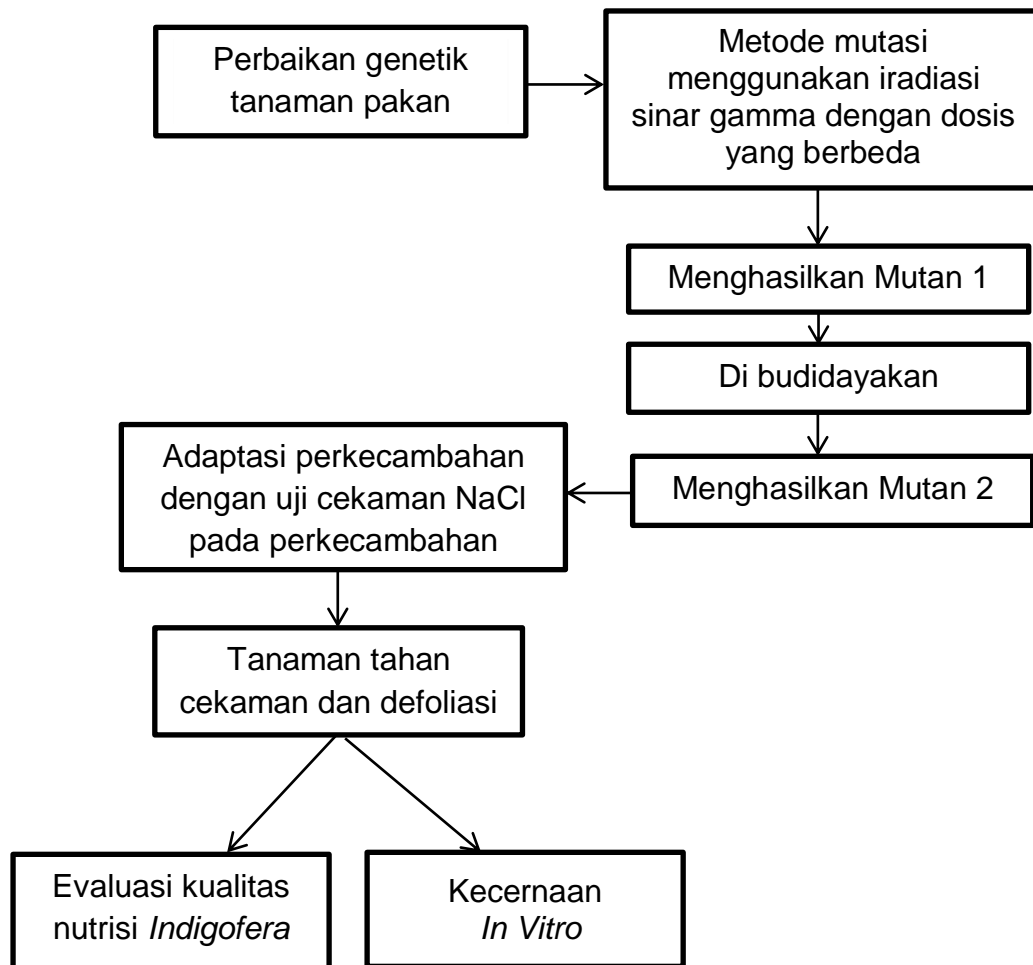 Perbaikan genetik
tanaman pakan
Metode mutasi
menggunakan iradiasi
sinar gamma dengan dosis
yang berbeda
Menghasilkan Mutan 1
Di budidayakan
Menghasilkan Mutan 2
Adaptasi perkecambahan
dengan uji cekaman NaCl
pada perkecambahan
Tanaman tahan
cekaman dan defoliasi
Evaluasi kualitas
nutrisi Indigofera
Kecernaan
In Vitro